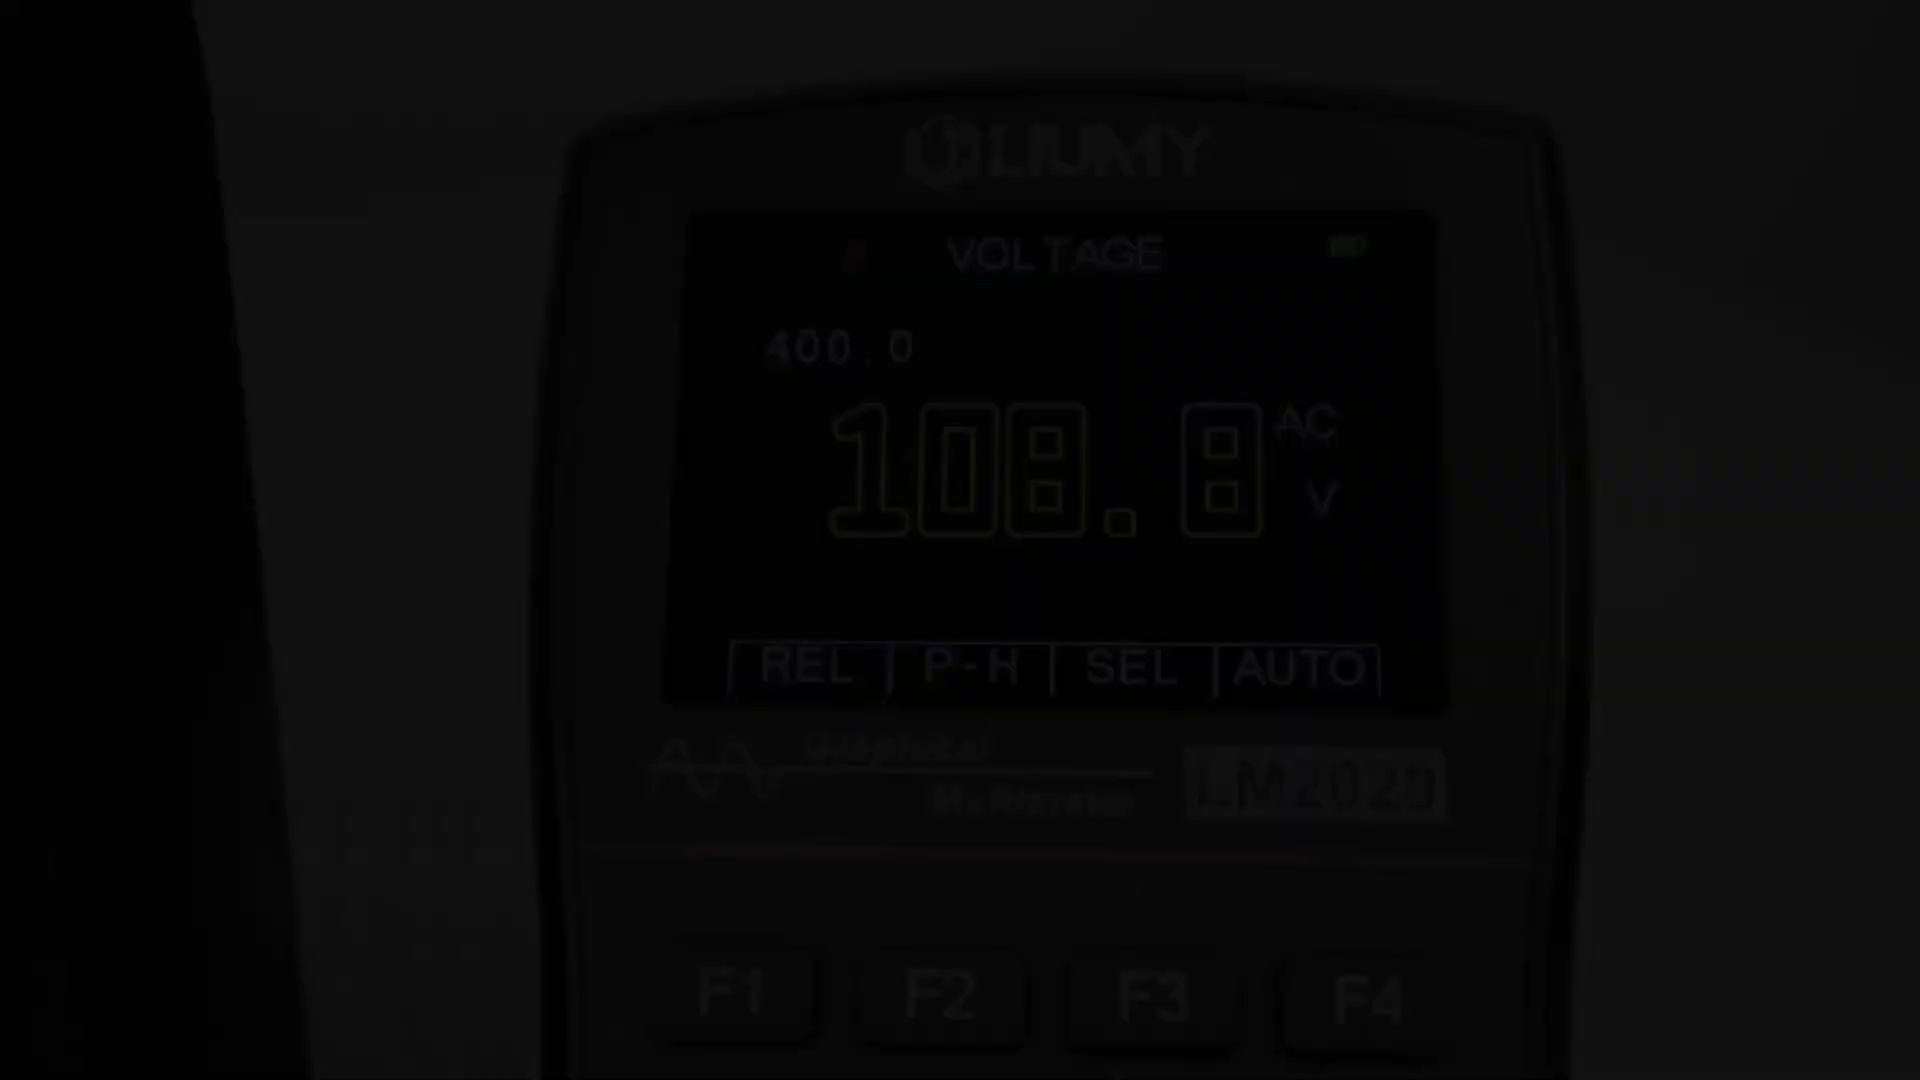 LIUMY
VOLTAGE
400.0
108.8 AC
V
REL P-H SEL AUTO
Graphical
Multimeter
LM2020
F1 F2 F3 F4